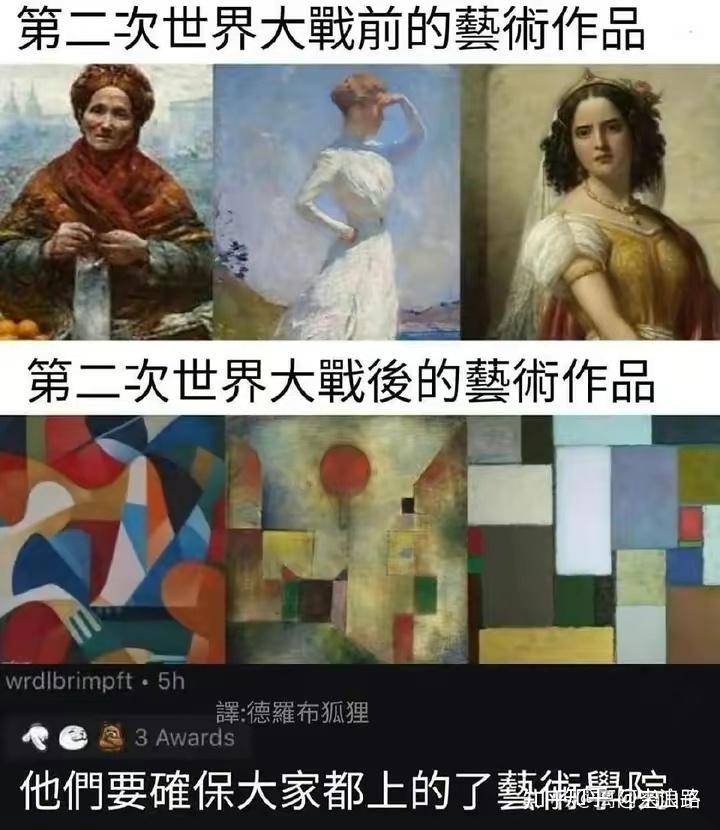 第二次世界大戰前的藝術作品
第二次世界大戰後的藝術作品
wrdlbrimpft • 5h
譯:德羅布狐狸
3 Awards
他們要確保大家都上的了藝術學院
知乎